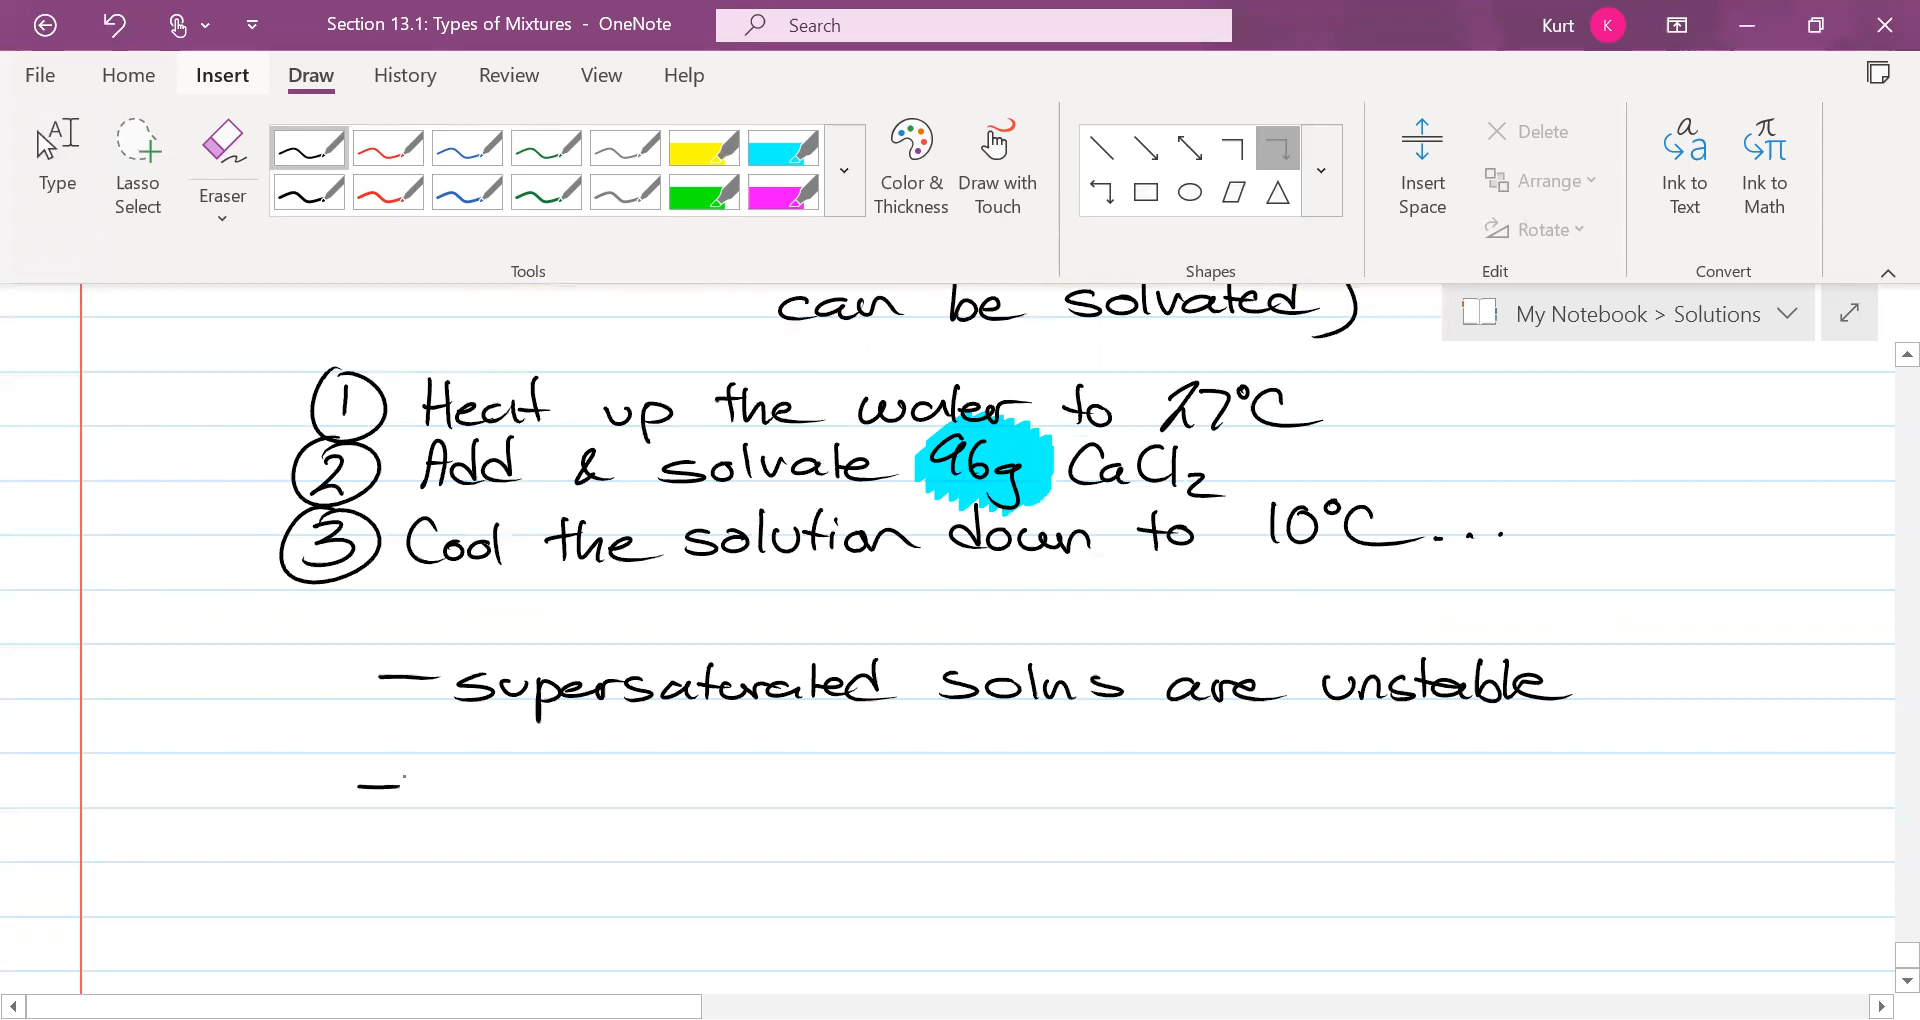 Section 13.1: Types of Mixtures - OneNote
Search
Kurt
K
File Home Insert Draw History Review View Help
Type
Lasso Select
Eraser
Color & Thickness
Draw with Touch
Insert Space
Delete
Arrange
Rotate
Ink to Text
Ink to Math
Tools
Shapes
Edit
Convert
My Notebook > Solutions
can be solvated)
1 Heat up the water to 27°C
2 Add & solvate 96g CaCl2
3 Cool the solution down to 10°C...
- supersaturated solns are unstable
-